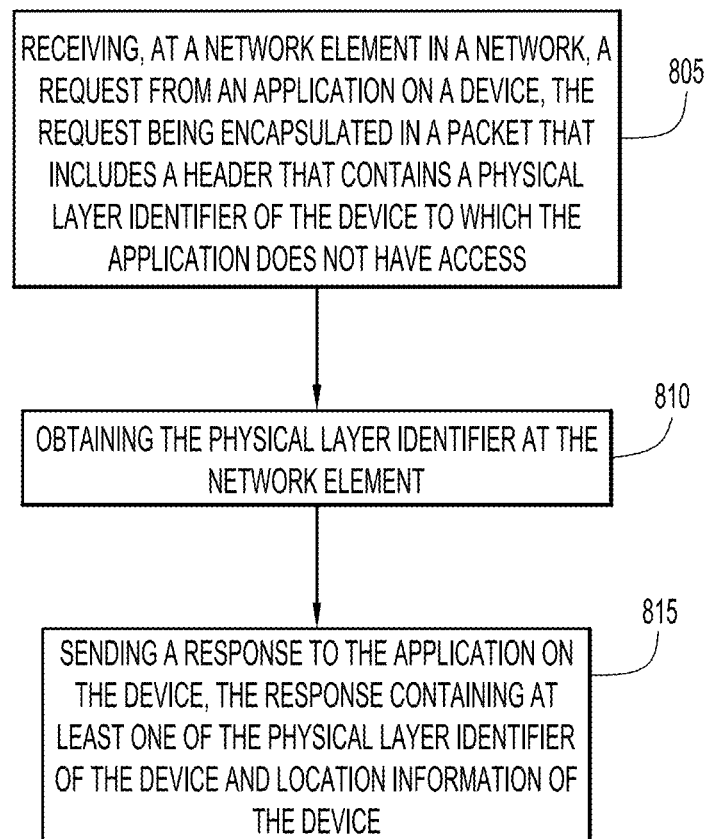 RECEIVING, AT A NETWORK ELEMENT IN A NETWORK, A
REQUEST FROM AN APPLICATION ON A DEVICE, THE
REQUEST BEING ENCAPSULATED IN A PACKET THAT
INCLUDES A HEADER THAT CONTAINS A PHYSICAL
LAYER IDENTIFIER OF THE DEVICE TO WHICH THE
APPLICATION DOES NOT HAVE ACCESS
805
OBTAINING THE PHYSICAL LAYER IDENTIFIER AT THE
NETWORK ELEMENT
810
SENDING A RESPONSE TO THE APPLICATION ON
THE DEVICE, THE RESPONSE CONTAINING AT
LEAST ONE OF THE PHYSICAL LAYER IDENTIFIER
OF THE DEVICE AND LOCATION INFORMATION OF
THE DEVICE
815